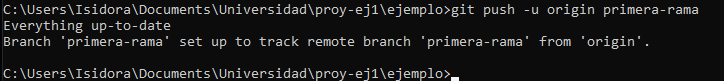 C:\Users\Isidora\Documents\Universidad\proy-ej1\ejemplo>git push -u origin primera-rama
Everything up-to-date
Branch 'primera-rama' set up to track remote branch 'primera-rama' from 'origin'.
C:\Users\Isidora\Documents\Universidad\proy-ej1\ejemplo>